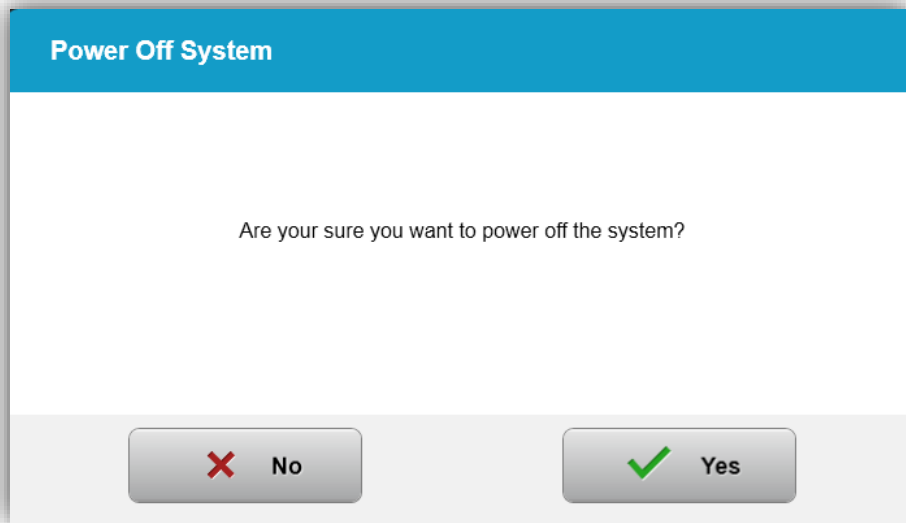 Power Off System
Are your sure you want to power off the system?
No
Yes